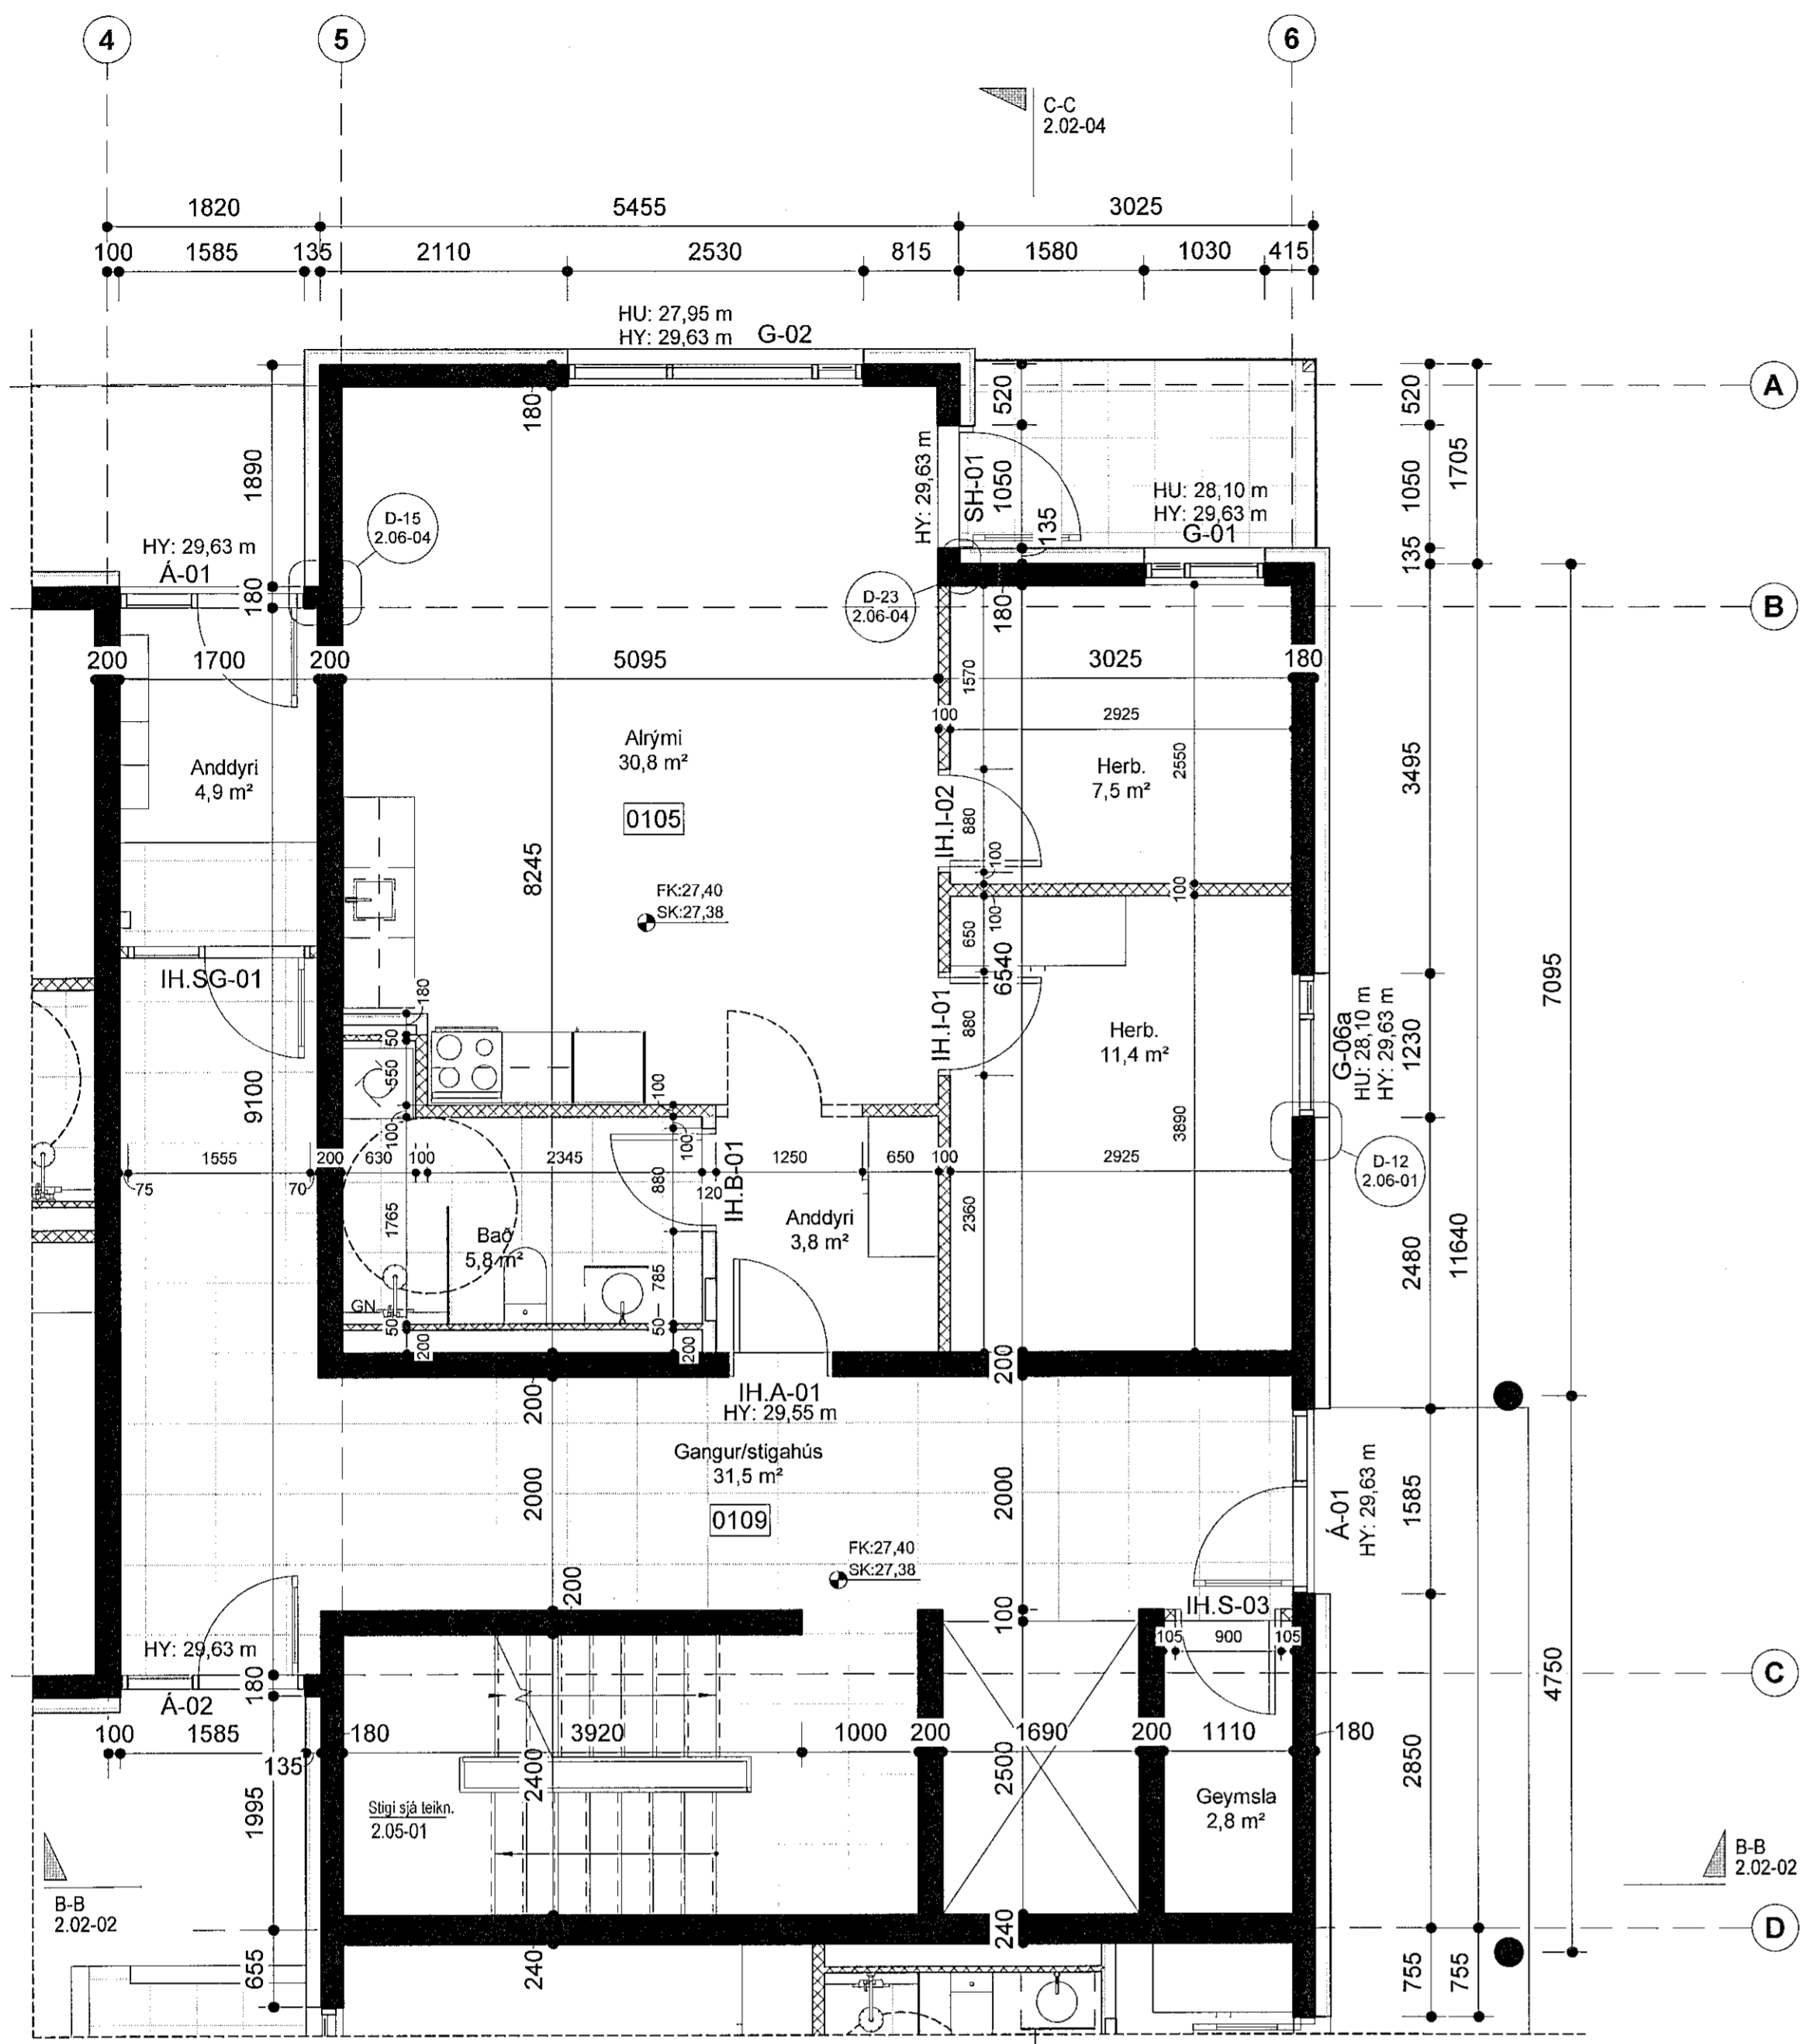 4
5
6
C-C
2.02-04
1820
5455
3025
100
1585
135
2110
2530
815
1580
1030
415
HU: 27,95 m
HY: 29,63 m
G-02
A
180
520
520
1890
HY: 29,63 m
SH-01
1050
135
1050
1705
HU: 28,10 m
HY: 29,63 m
G-01
D-15
2.06-04
HY: 29,63 m
Á-01
135
180
D-23
2.06-04
180
B
200
1700
200
5095
3025
180
1570
100
2925
Alrými
30,8 m²
0105
Anddyri
4,9 m²
Herb.
7,5 m²
2550
3495
IH.I-02
880
100
8245
FK:27,40
SK:27,38
100
100
650
6540
7095
IH.SG-01
180
50
550
IH.I-01
880
Herb.
11,4 m²
G-06a
HU: 28,10 m
HY: 29,63 m
1230
9100
100
100
100
3890
D-12
2.06-01
75
1555
70
200
630
100
2345
880
120
IH.B-01
1250
650
100
2925
1765
Bað
5,8 m²
Anddyri
3,8 m²
2360
2480
11640
785
GN
50
200
50
200
200
200
IH.A-01
HY: 29,55 m
Gangur/stigahús
31,5 m²
0109
2000
2000
Á-01
HY: 29,63 m
1585
FK:27,40
SK:27,38
200
100
IH.S-03
105
900
105
HY: 29,63 m
Á-02
180
C
4750
100
1585
135
180
3920
1000
200
1690
200
1110
180
2400
2500
2850
Stigi sjá teikn.
2.05-01
Geymsla
2,8 m²
1995
B-B
2.02-02
B-B
2.02-02
D
240
240
655
755
755